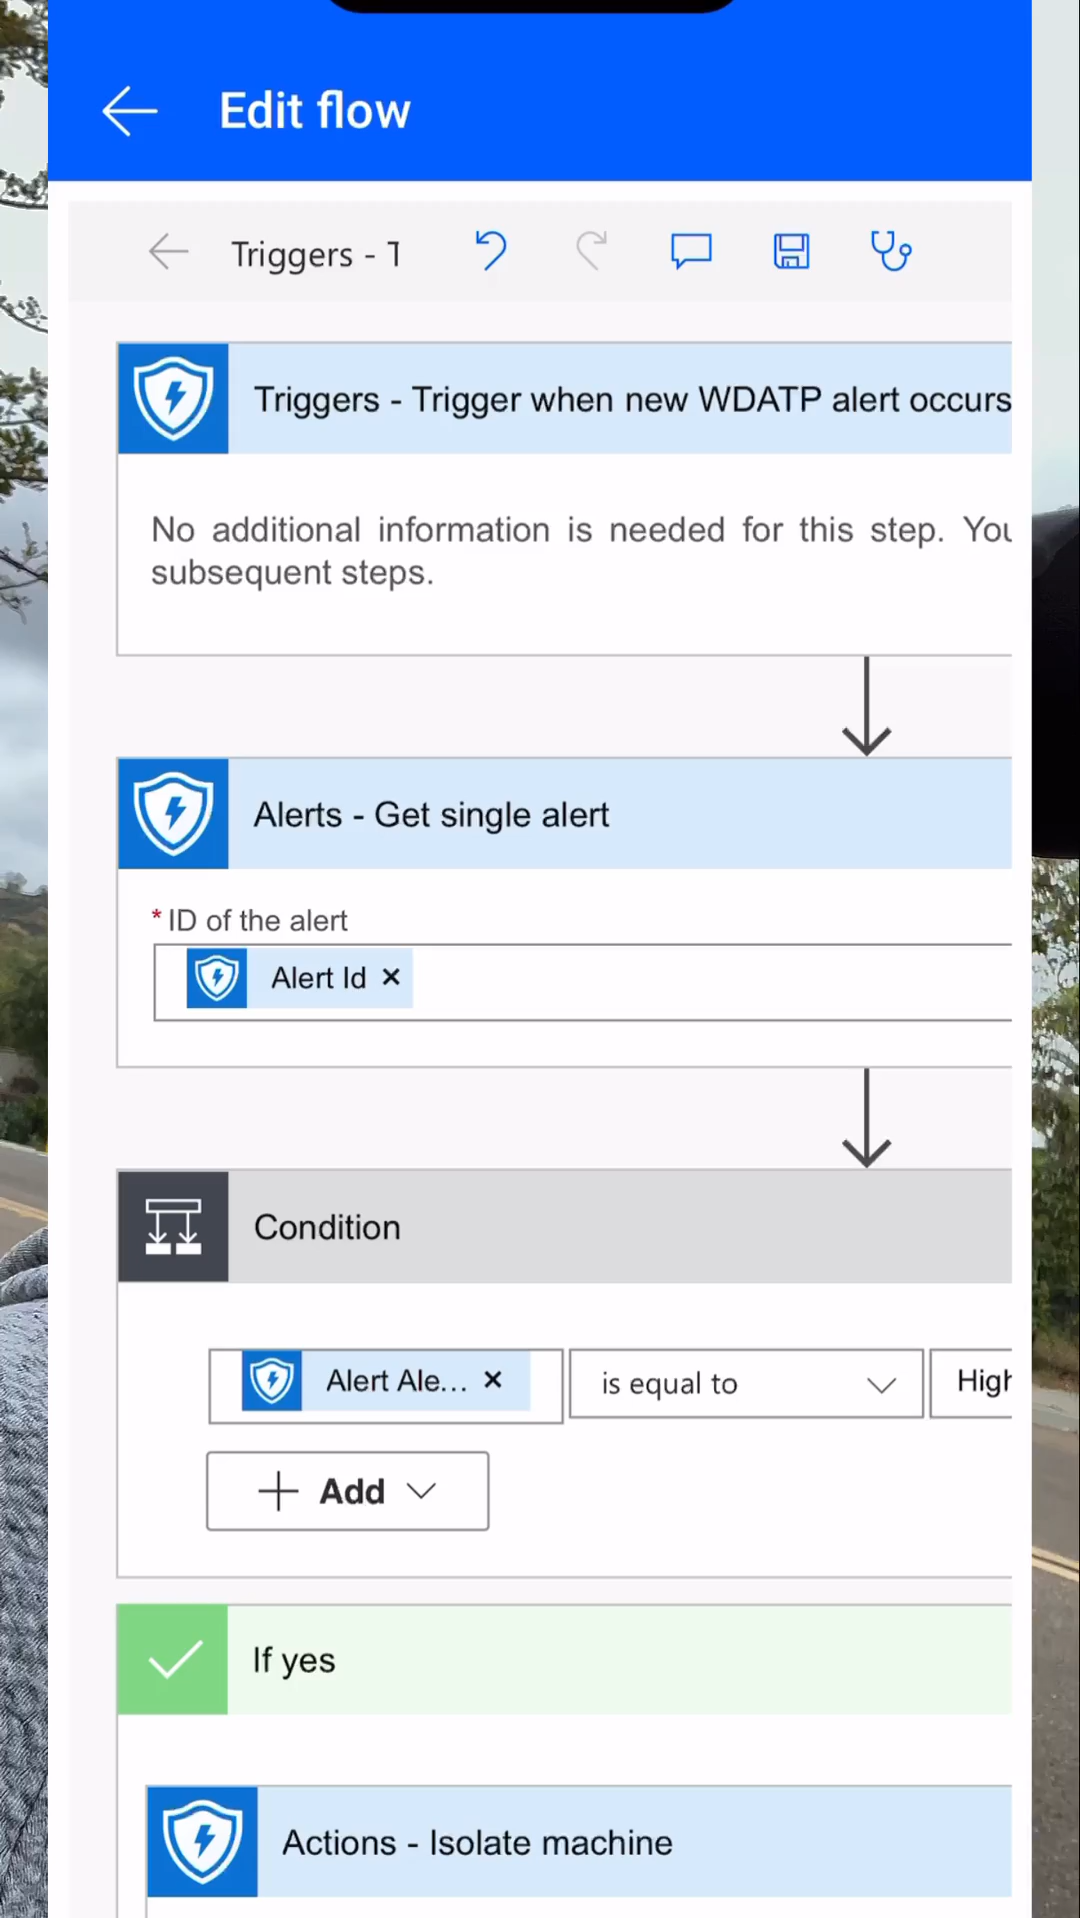 Edit flow
Triggers - T
Triggers - Trigger when new WDATP alert occurs
No additional information is needed for this step. You
subsequent steps.
Alerts - Get single alert
* ID of the alert
Alert Id ×
Condition
Alert Ale... × is equal to High
+ Add
If yes
Actions - Isolate machine